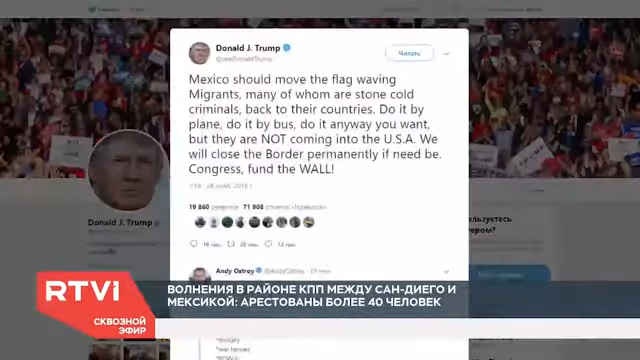 Donald J. Trump
@realDonaldTrump
Читать
Mexico should move the flag waving
Migrants, many of whom are stone cold
criminals, back to their countries. Do it by
plane, do it by bus, do it anyway you want,
but they are NOT coming into the U.S.A. We
will close the Border permanently if need be.
Congress, fund the WALL!
19 860
71 908
Donald J. Trump
Andy Ostroy
@AndyOstroy
RTVi
СКВОЗНОЙ
ЭФИР
ВОЛНЕНИЯ В РАЙОНЕ КПП МЕЖДУ САН-ДИЕГО И
МЕКСИКОЙ: АРЕСТОВАНЫ БОЛЕЕ 40 ЧЕЛОВЕК
*military
*war heroes